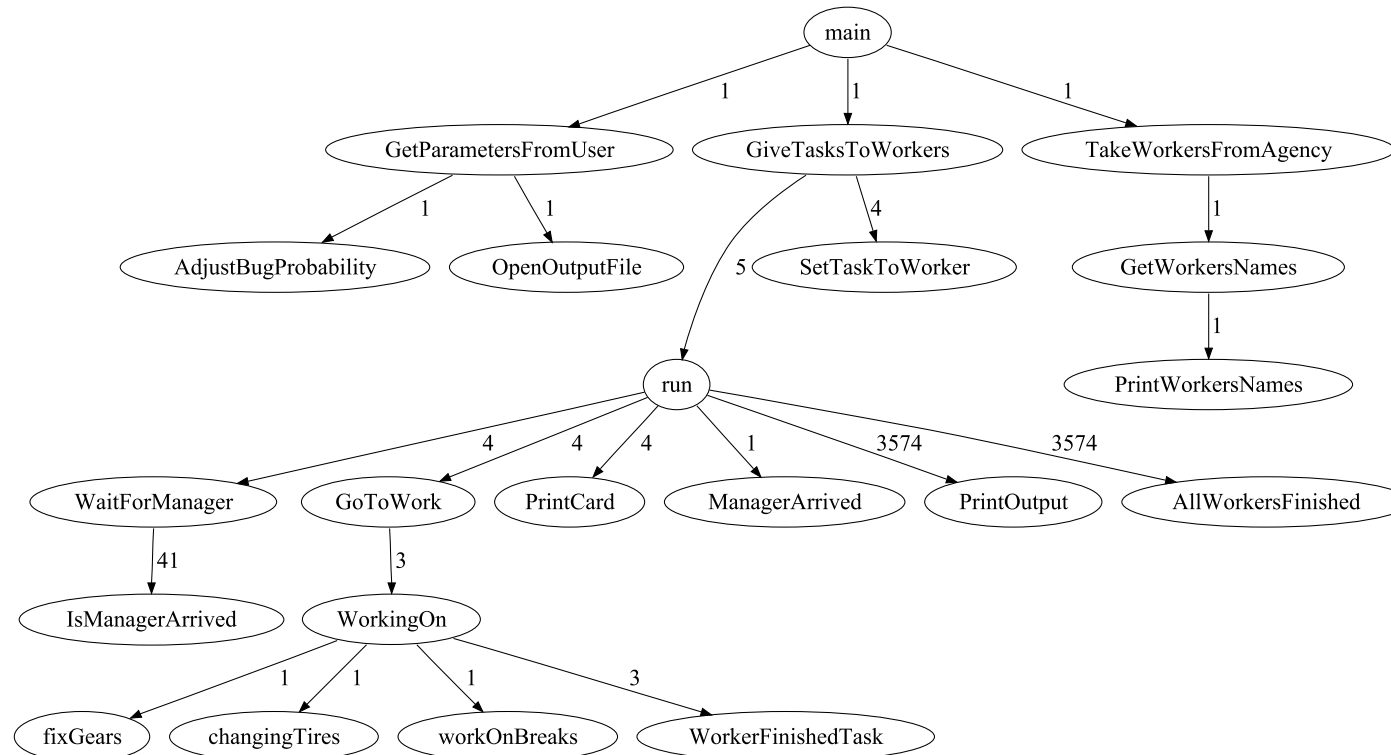 main
1
1
1
GetParametersFromUser
GiveTasksToWorkers
TakeWorkersFromAgency
1
1
4
1
AdjustBugProbability
OpenOutputFile
5
SetTaskToWorker
GetWorkersNames
1
run
PrintWorkersNames
4
4
4
1
3574
3574
WaitForManager
GoToWork
PrintCard
ManagerArrived
PrintOutput
AllWorkersFinished
41
3
IsManagerArrived
WorkingOn
1
1
1
3
fixGears
changingTires
workOnBreaks
WorkerFinishedTask